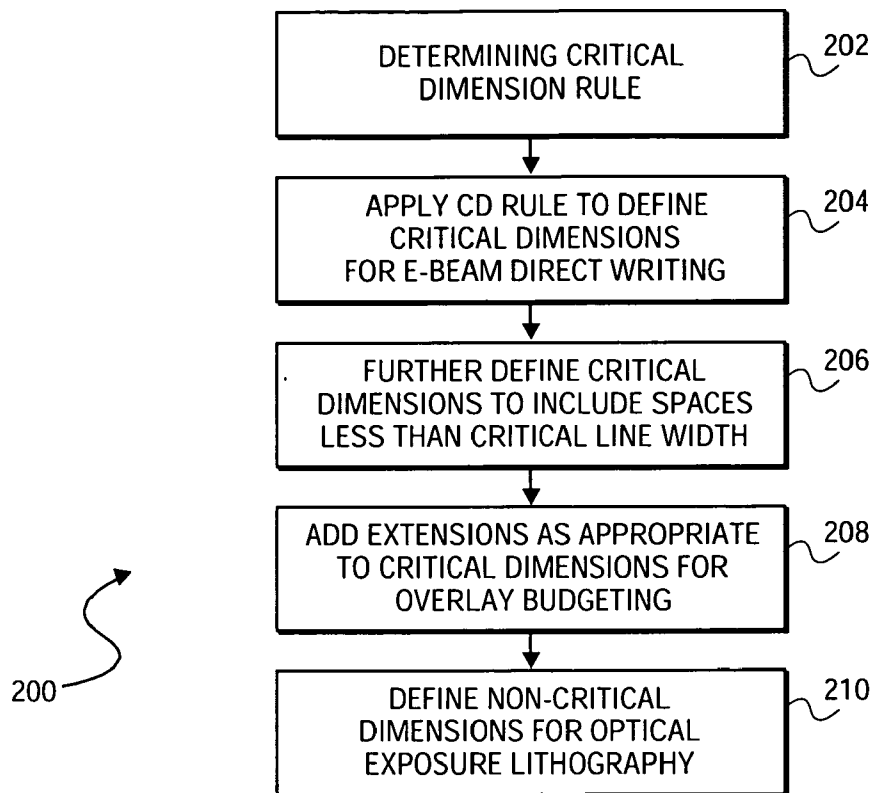 DETERMINING CRITICAL
DIMENSION RULE
202
APPLY CD RULE TO DEFINE
CRITICAL DIMENSIONS
FOR E-BEAM DIRECT WRITING
204
FURTHER DEFINE CRITICAL
DIMENSIONS TO INCLUDE SPACES
LESS THAN CRITICAL LINE WIDTH
206
ADD EXTENSIONS AS APPROPRIATE
TO CRITICAL DIMENSIONS FOR
OVERLAY BUDGETING
208
200
DEFINE NON-CRITICAL
DIMENSIONS FOR OPTICAL
EXPOSURE LITHOGRAPHY
210